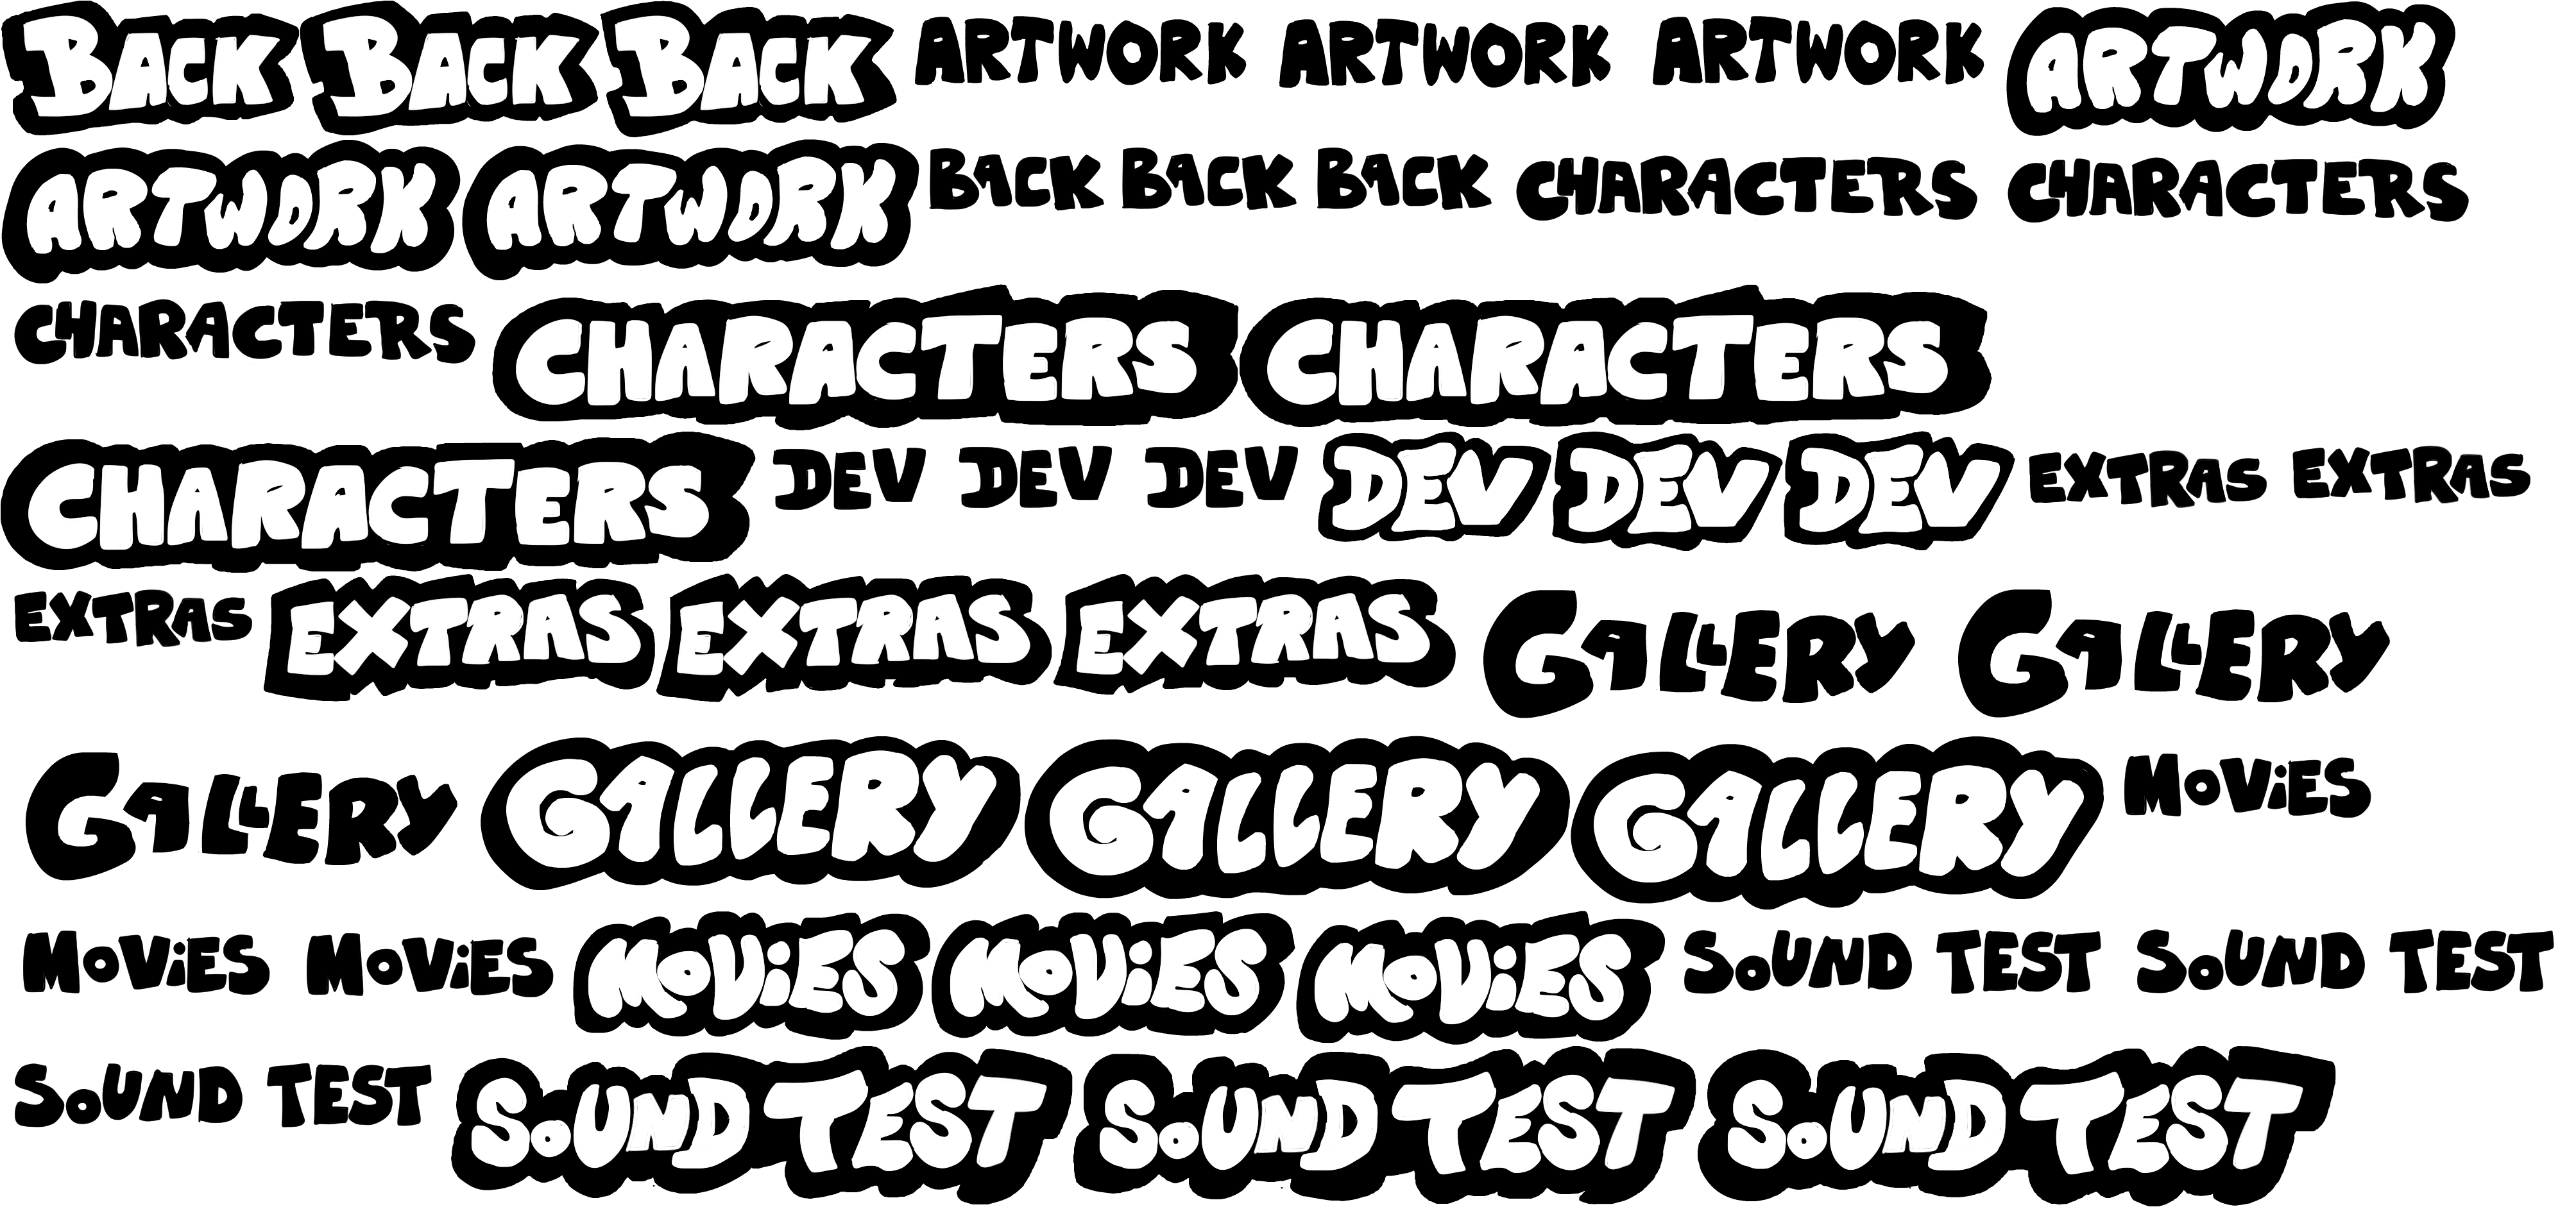 BACK BACK BACK ARTWORK ARTWORK ARTWORK ARTWORK
ARTWORK ARTWORK BACK BACK BACK CHARACTERS CHARACTERS
CHARACTERS CHARACTERS CHARACTERS
CHARACTERS DEV DEV DEV DEV DEV DEV EXTRAS EXTRAS
EXTRAS EXTRAS EXTRAS EXTRAS GALLERY GALLERY
GALLERY GALLERY GALLERY GALLERY MOViES
MOViES MOViES MOViES MOViES MOViES SoUND TEST SoUND TEST
SoUND TEST SoUND TEST SoUND TEST SoUND TEST